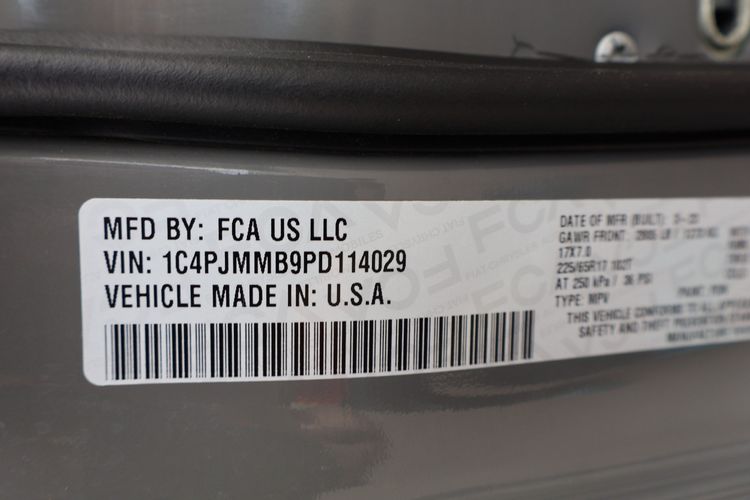 MFD BY: FCA US LLC
VIN: 1C4PJMMB9PD114029
VEHICLE MADE IN: U.S.A.
DATE OF MFR (BUILT):
GAWR FRONT:
17X7.0
225/65R17 102T
AT 250 kPa / 36 PSI
TYPE: MPV
THIS VEHICLE CONFORMS TO ALL
SAFETY AND THEFT PREVENTION